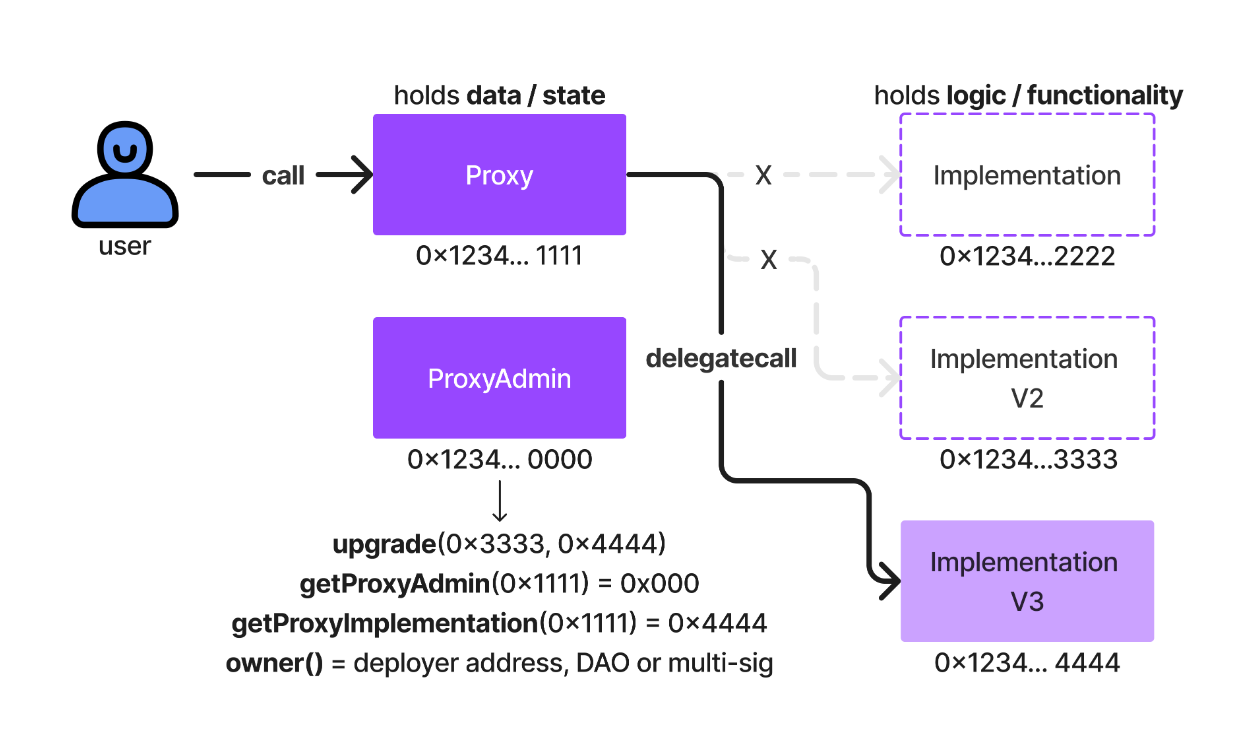 holds data / state
holds logic / functionality
call
Proxy
X
Implementation
user
0×1234... 1111
0×1234...2222
X
ProxyAdmin
delegatecall
Implementation
V2
0×1234... 0000
0×1234...3333
upgrade(0×3333, 0×4444)
getProxyAdmin(0×1111) = 0x000
getProxyImplementation(0×1111) = 0×4444
owner() = deployer address, DAO or multi-sig
Implementation
V3
0×1234... 4444